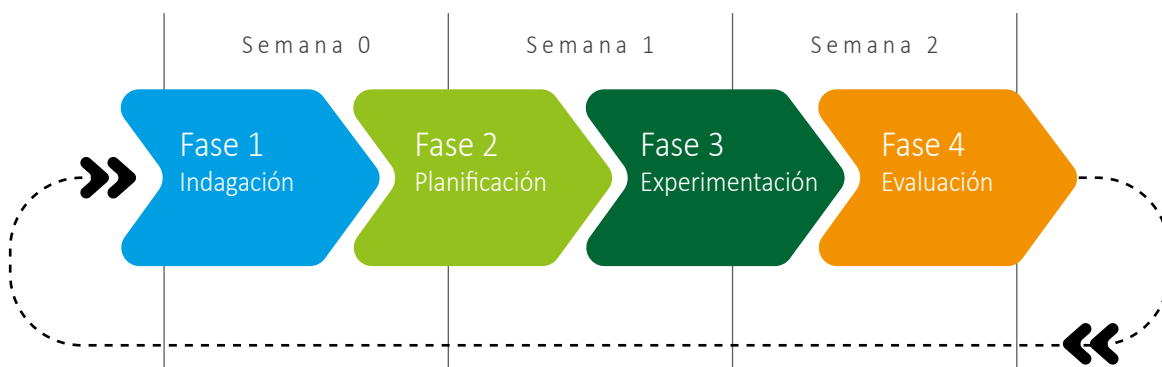 Semana 0
Semana 1
Semana 2
Fase 1
Indagación
Fase 2
Planificación
Fase 3
Experimentación
Fase 4
Evaluación